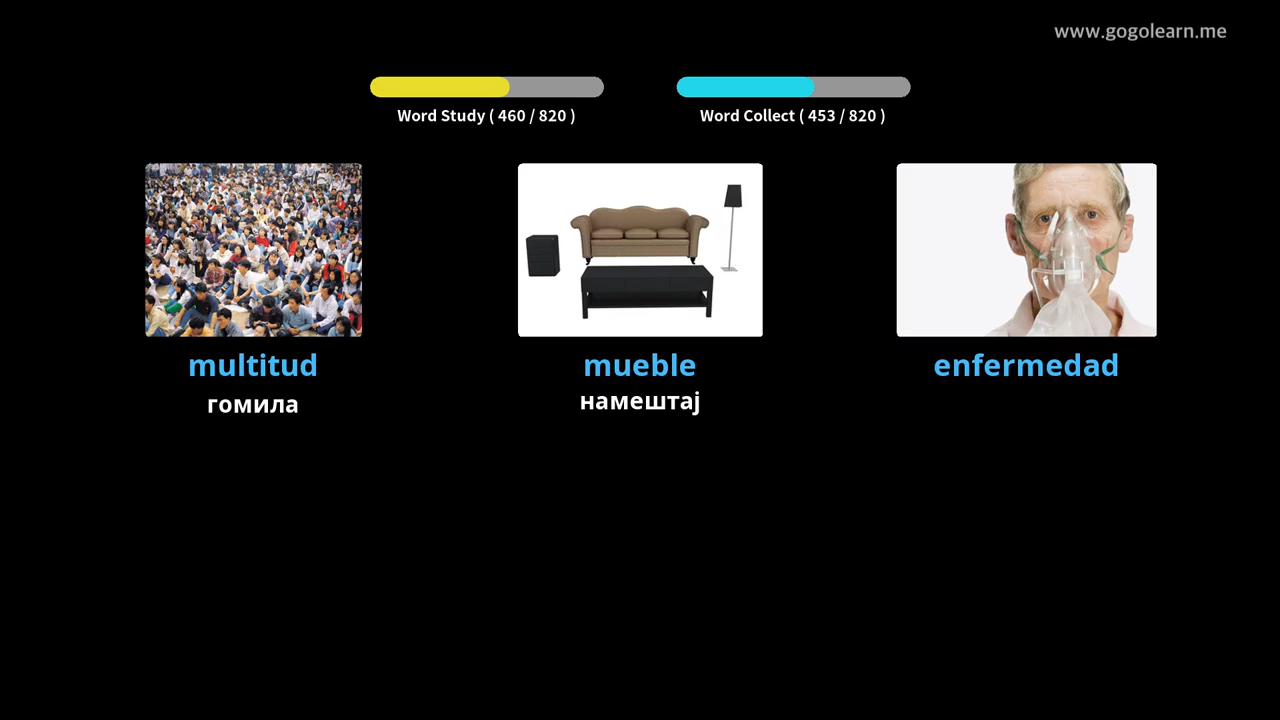 www.gogolearn.me
Word Study ( 460 / 820 )
Word Collect ( 453 / 820 )
multitud
гомила
mueble
намештај
enfermedad